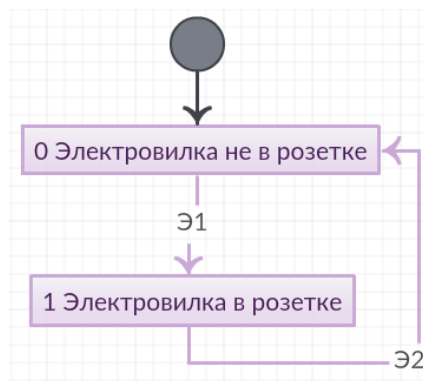 0 Электровилка не в розетке
Э1
1 Электровилка в розетке
Э2